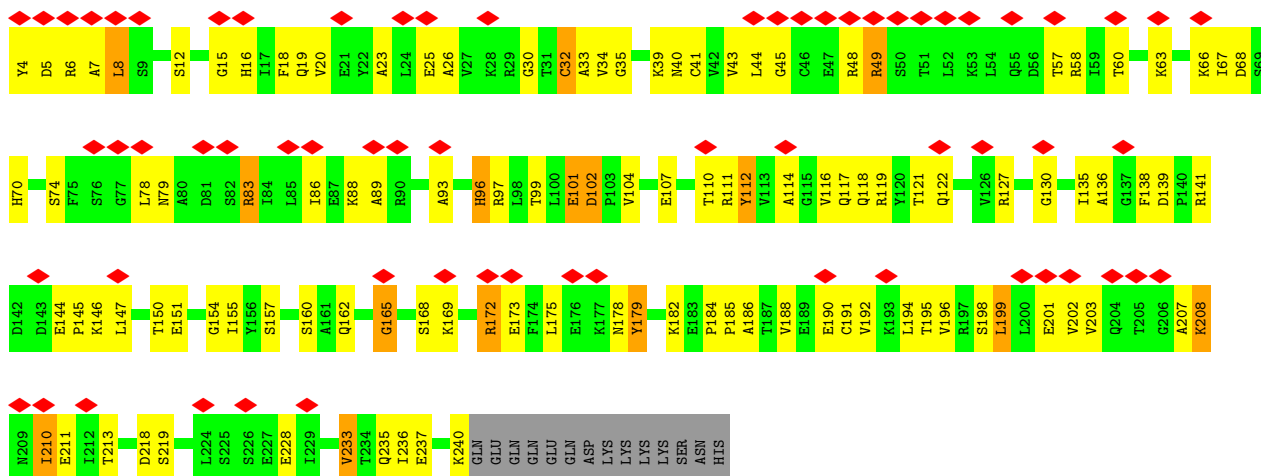 Y4 D5 R6 A7 L8 S9 S12 G15 H16 I17 F18 Q19 V20 E21 Y22 A23 L24 E25 A26 V27 K28 R29 G30 T31 C32 A33 V34 G35 K39 N40 C41 V42 V43 L44 G45 C46 E47 R48 R49 S50 T51 L52 K53 L54 Q55 D56 T57 R58 I59 T60 K63 K66 I67 D68 S69
H70 S74 F75 S76 G77 L78 N79 A80 D81 S82 R83 I84 L85 I86 E87 K88 A89 R90 A93 H96 R97 L98 T99 L100 E101 D102 P103 V104 E107 T110 R111 Y112 V113 A114 G115 V116 Q117 Q118 R119 Y120 T121 Q122 V126 R127 G130 I135 A136 G137 F138 D139 P140 R141
D142 D143 E144 P145 K146 L147 T150 E151 G154 I155 Y156 S157 S160 A161 Q162 G165 S168 K169 R172 E173 F174 L175 E176 K177 N178 Y179 K182 E183 P184 P185 A186 T187 V188 E189 E190 C191 V192 K193 L194 T195 V196 R197 S198 L199 L200 E201 V202 V203 Q204 T205 G206 A207 K208
N209 I210 E211 I212 T213 D218 S219 L224 S225 S226 E227 E228 I229 V233 T234 Q235 I236 E237 K240 GLN GLU GLN GLN GLU GLN ASP LYS LYS LYS LYS SER ASN HIS